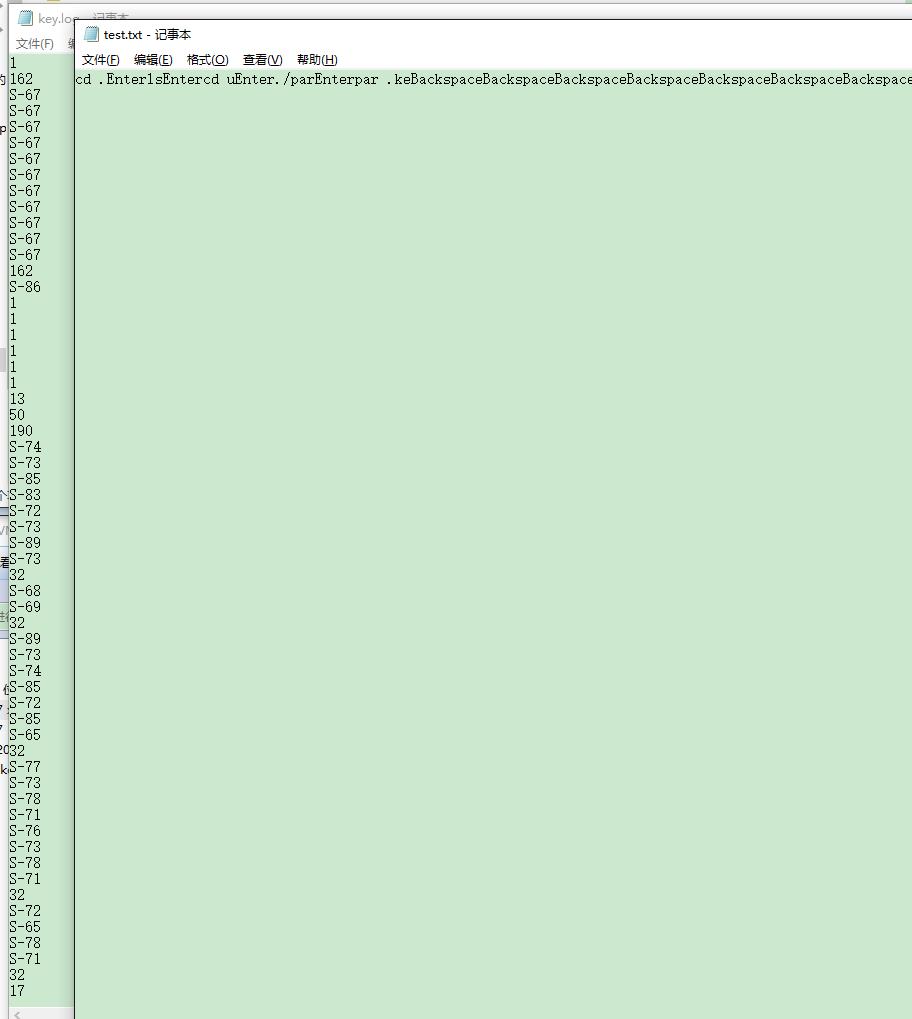 key.log - 记事本
文件(F)
test.txt - 记事本
文件(F) 编辑(E) 格式(O) 查看(V) 帮助(H)
cd .EnterlsEntercd uEnter./parEnterpar .keBackspaceBackspaceBackspaceBackspaceBackspaceBackspaceBackspace
1
162
S-67
S-67
S-67
S-67
S-67
S-67
S-67
S-67
S-67
S-67
S-67
162
S-86
1
1
1
1
1
1
13
50
190
S-74
S-73
S-85
S-83
S-72
S-73
S-89
S-73
32
S-68
S-69
32
S-89
S-73
S-74
S-85
S-72
S-85
S-65
32
S-77
S-73
S-78
S-71
S-76
S-73
S-78
S-71
32
S-72
S-65
S-78
S-71
32
17